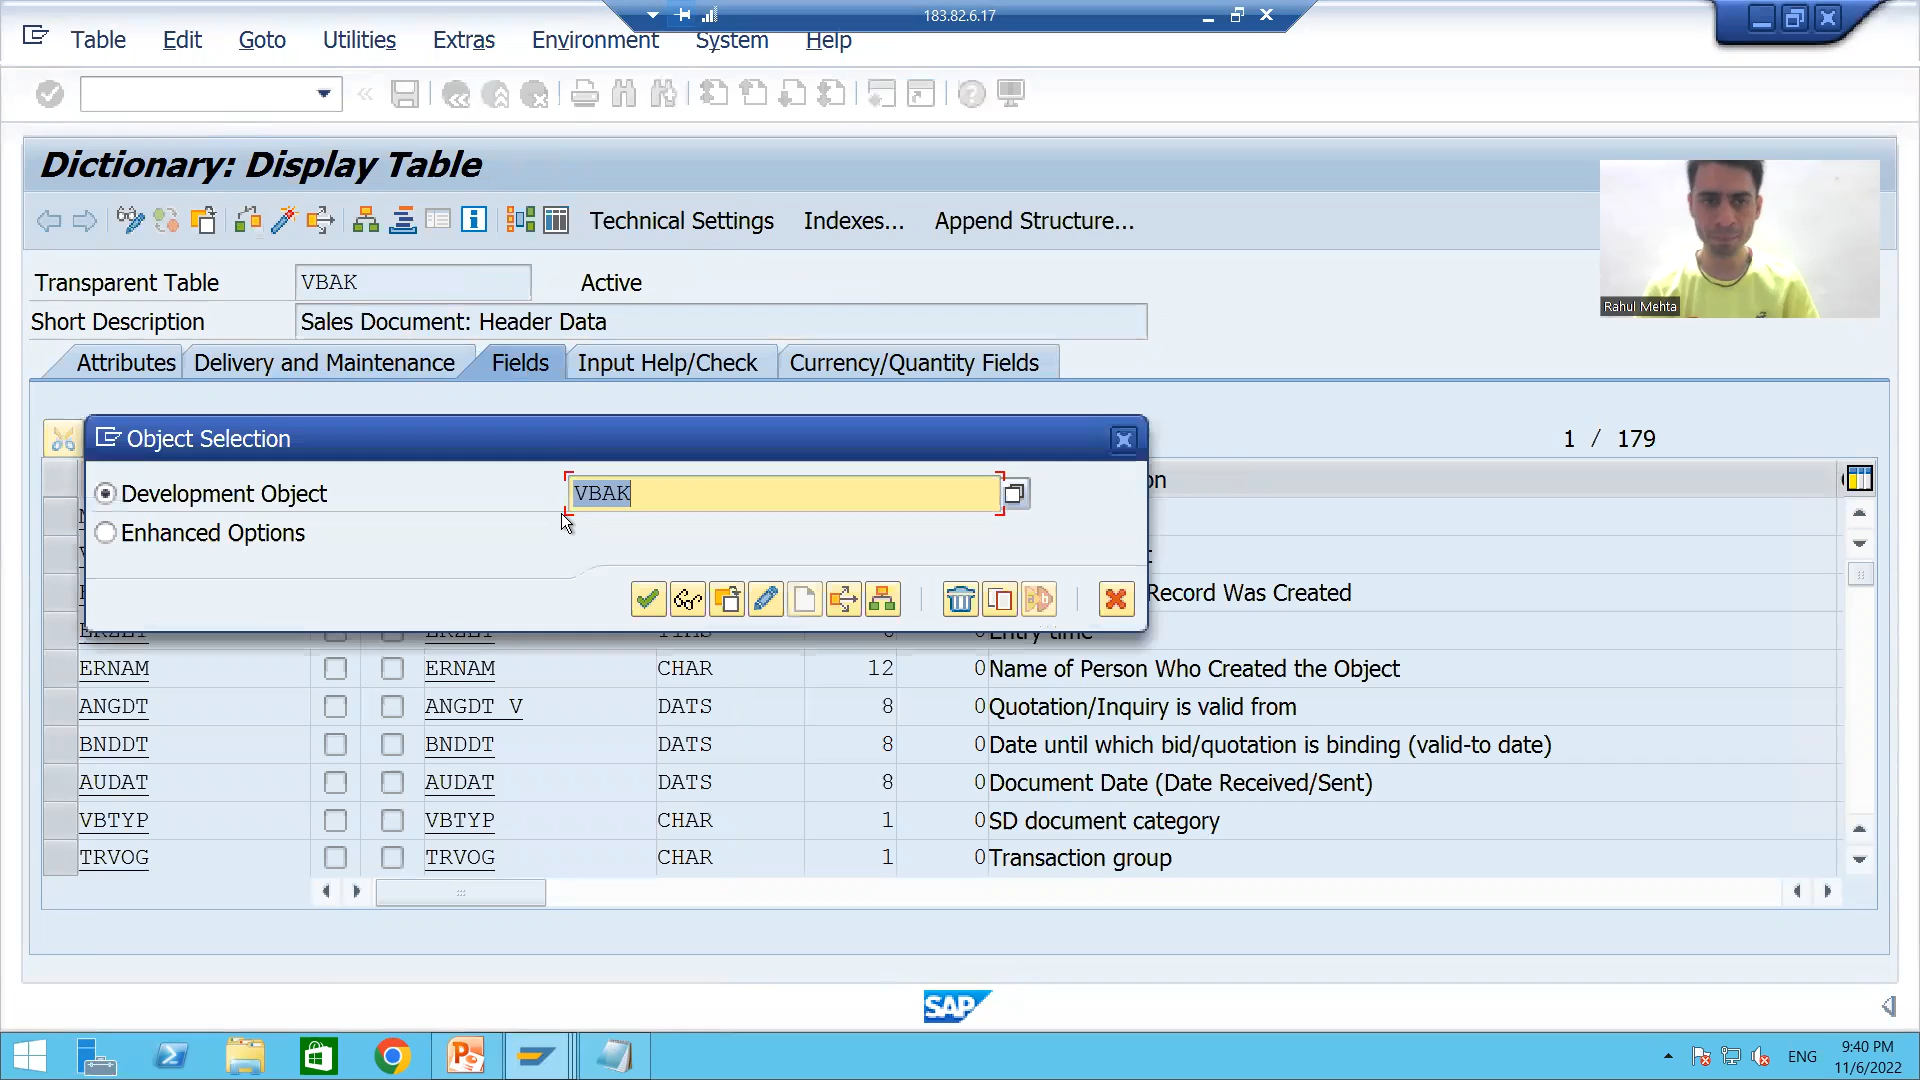 183.82.6.17
Table Edit Goto Utilities Extras Environment System Help
Dictionary: Display Table
Technical Settings Indexes... Append Structure...
Rahul Mehta
Transparent Table VBAK Active
Short Description Sales Document: Header Data
Attributes Delivery and Maintenance Fields Input Help/Check Currency/Quantity Fields
Object Selection
1 / 179
Development Object VBAK
Enhanced Options
Record Was Created
Entry time
ERNAM ERNAM CHAR 12 0 Name of Person Who Created the Object
ANGDT ANGDT V DATS 8 0 Quotation/Inquiry is valid from
BNDDT BNDDT DATS 8 0 Date until which bid/quotation is binding (valid-to date)
AUDAT AUDAT DATS 8 0 Document Date (Date Received/Sent)
VBTYP VBTYP CHAR 1 0 SD document category
TRVOG TRVOG CHAR 1 0 Transaction group
SAP
ENG
9:40 PM
11/6/2022